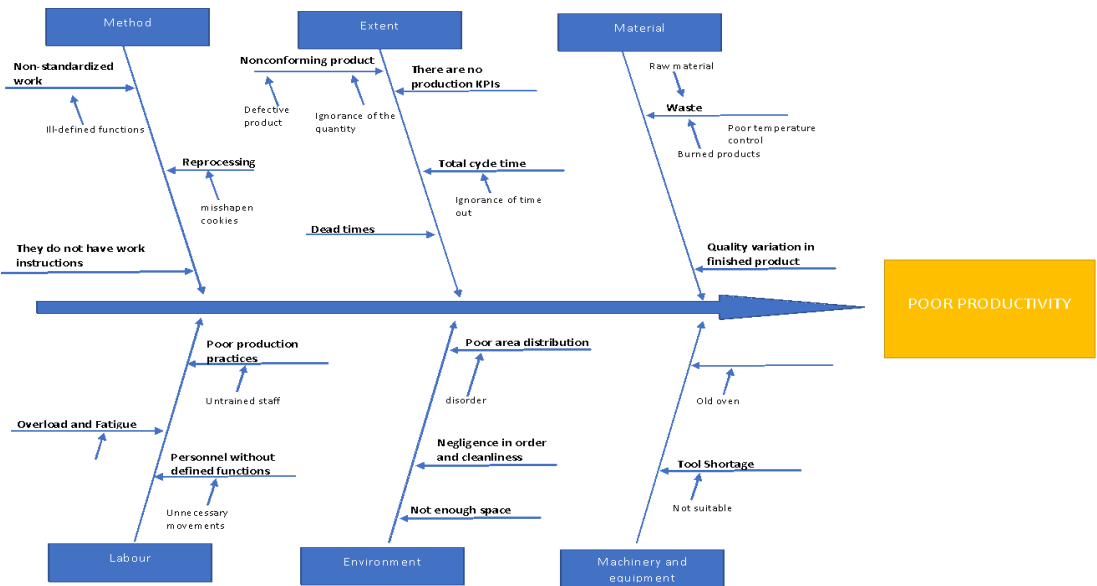 Method
Extent
Material
Non-standardized
work
Ill-defined functions
Reprocessing
misshapen
cookies
They do not have work
instructions
Nonconforming product
Defective
product
Ignorance of the
quantity
There are no
production KPIs
Total cycle time
Ignorance of time
out
Dead times
Raw material
Waste
Poor temperature
control
Burned products
Quality variation in
finished product
POOR PRODUCTIVITY
Poor production
practices
Untrained staff
Overload and Fatigue
Personnel without
defined functions
Unnecessary
movements
Poor area distribution
disorder
Negligence in order
and cleanliness
Not enough space
Old oven
Tool Shortage
Not suitable
Labour
Environment
Machinery and
equipment